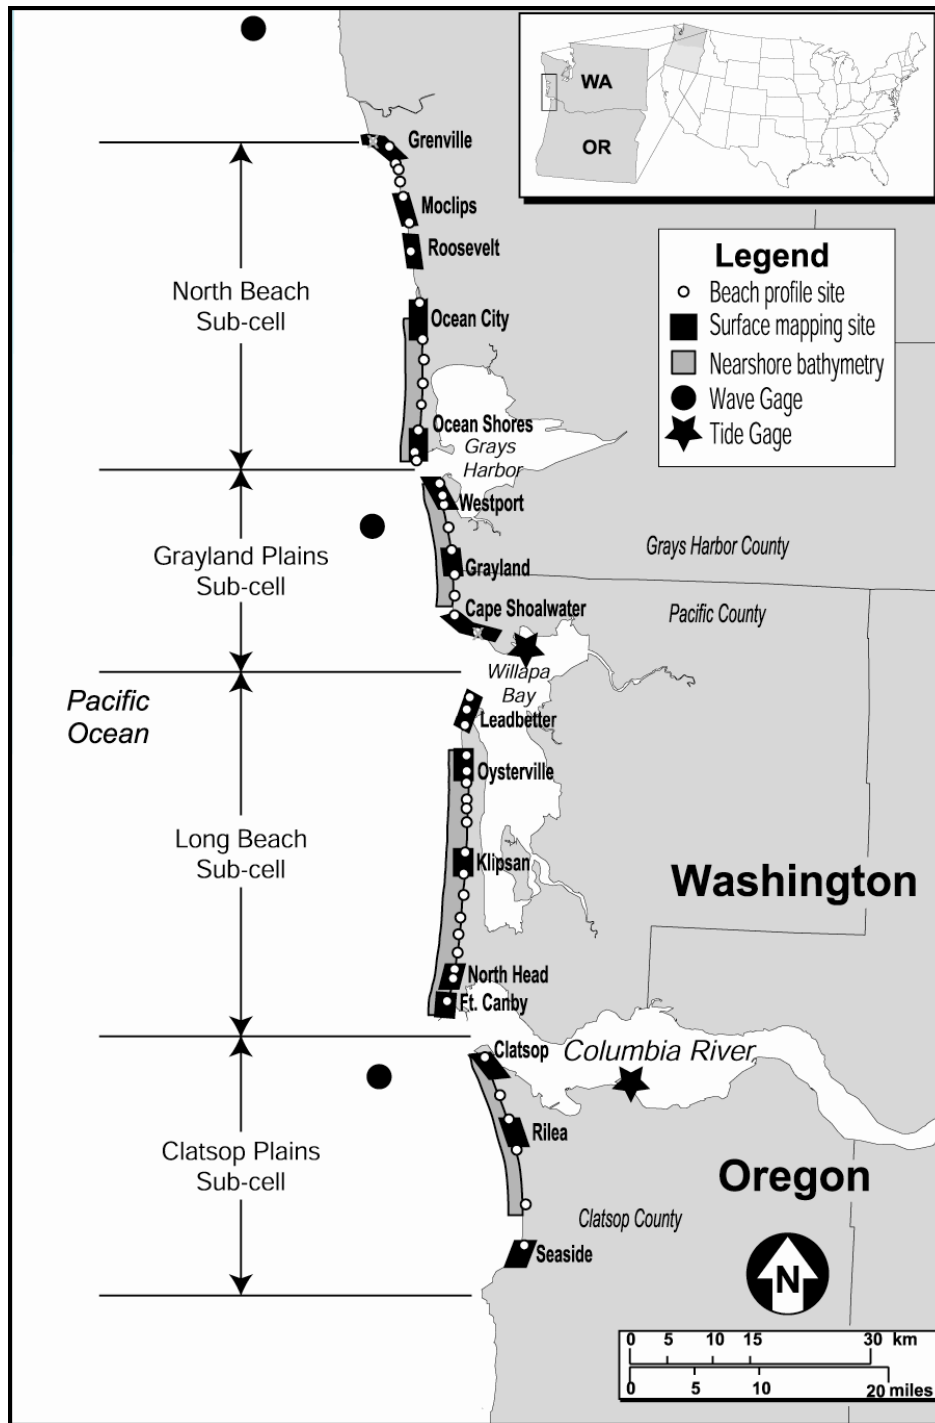 WA
OR
Grenville
Moclips
Roosevelt
North Beach
Sub-cell
Ocean City
Ocean Shores
Grays
Harbor
Legend
Beach profile site
Surface mapping site
Nearshore bathymetry
Wave Gage
Tide Gage
Westport
Grayland Plains
Sub-cell
Grayland
Grays Harbor County
Cape Shoalwater
Pacific County
Willapa
Bay
Pacific
Ocean
Leadbetter
Oysterville
Long Beach
Sub-cell
Klipsan
Washington
North Head
Ft. Canby
Clatsop
Columbia River
Clatsop Plains
Sub-cell
Rilea
Oregon
Clatsop County
Seaside
N
0 5 10 15 30 km
0 5 10 20 miles